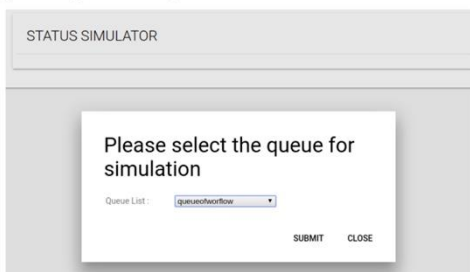 STATUS SIMULATOR
Please select the queue for
simulation
Queue List :
queueofworflow
SUBMIT
CLOSE